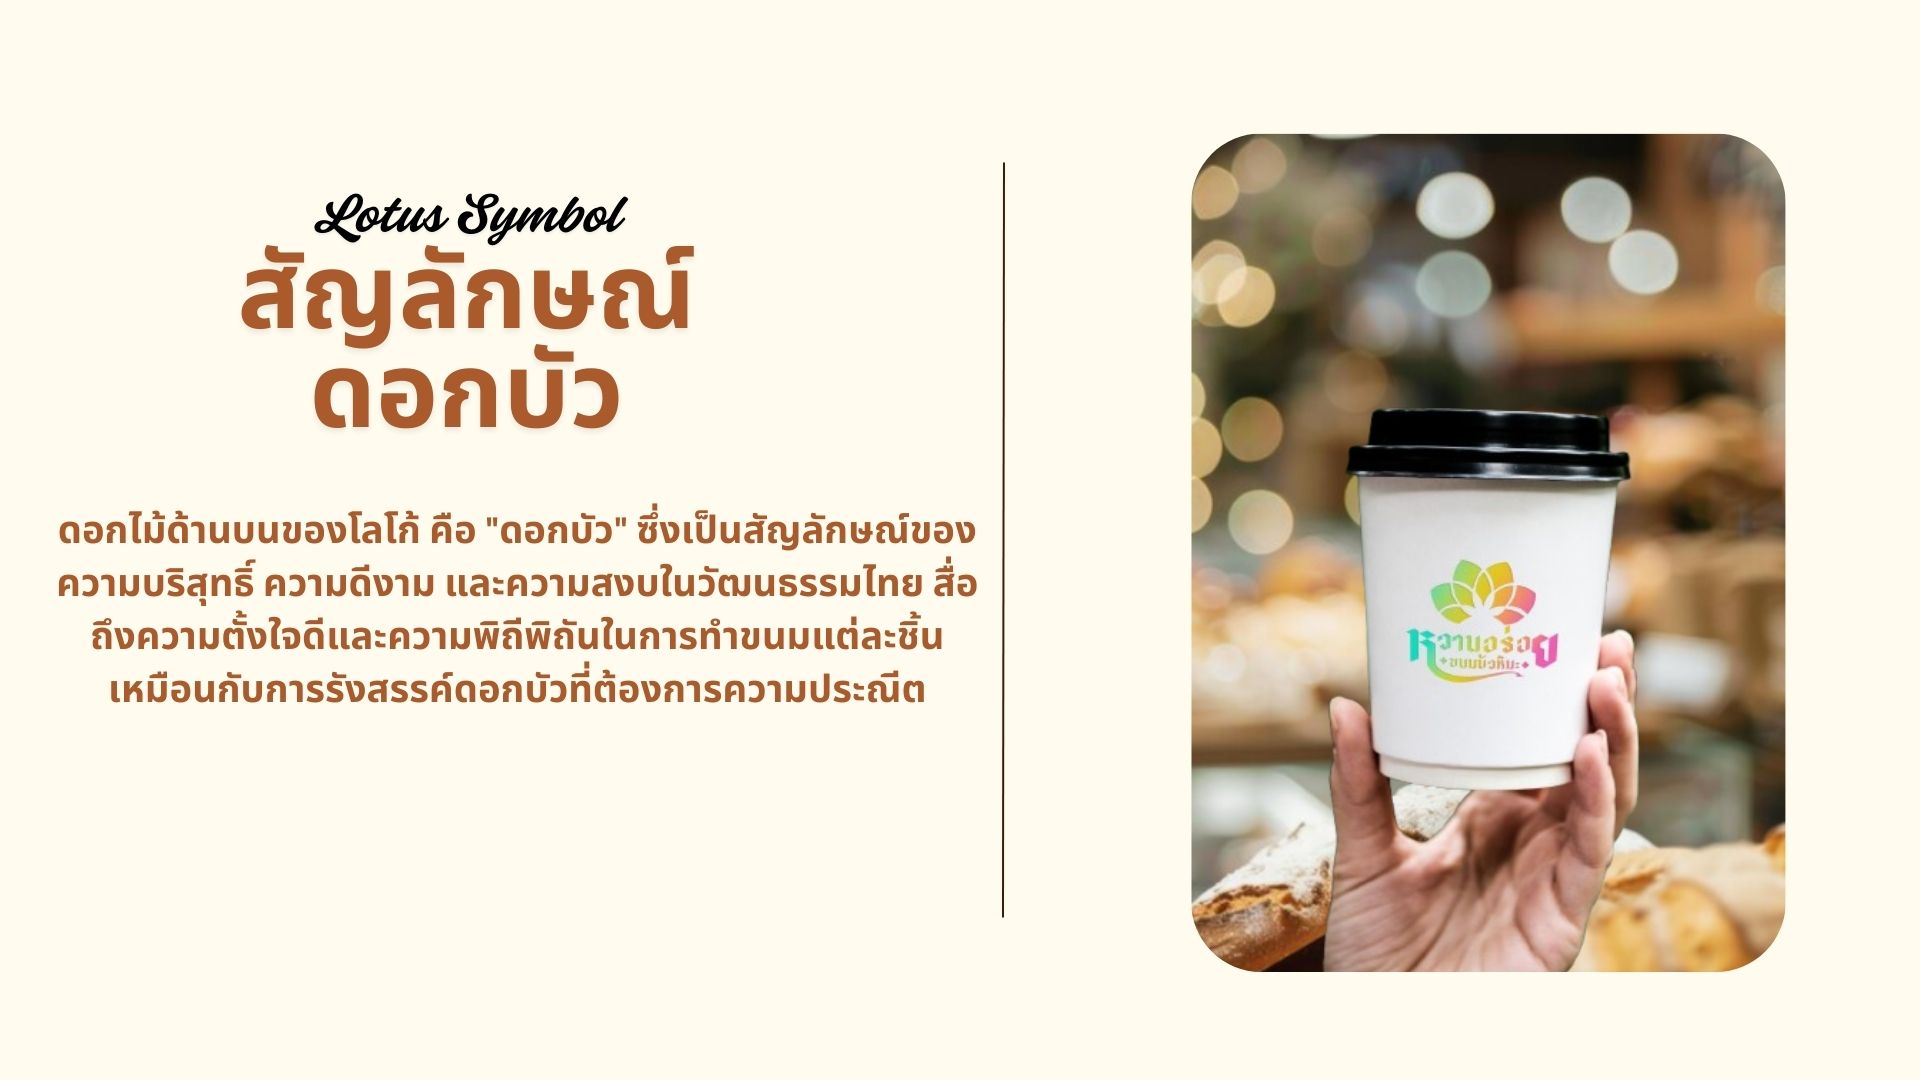 Lotus Symbol
สัญลักษณ์
ดอกบัว
ดอกไม้ด้านบนของโลโก้ คือ "ดอกบัว" ซึ่งเป็นสัญลักษณ์ของ
ความบริสุทธิ์ ความดีงาม และความสงบในวัฒนธรรมไทย สื่อ
ถึงความตั้งใจดีและความพิถีพิถันในการทำขนมแต่ละชิ้น
เหมือนกับการรังสรรค์ดอกบัวที่ต้องการความประณีต
หวานอร่อย
ขนมบัวหิมะ